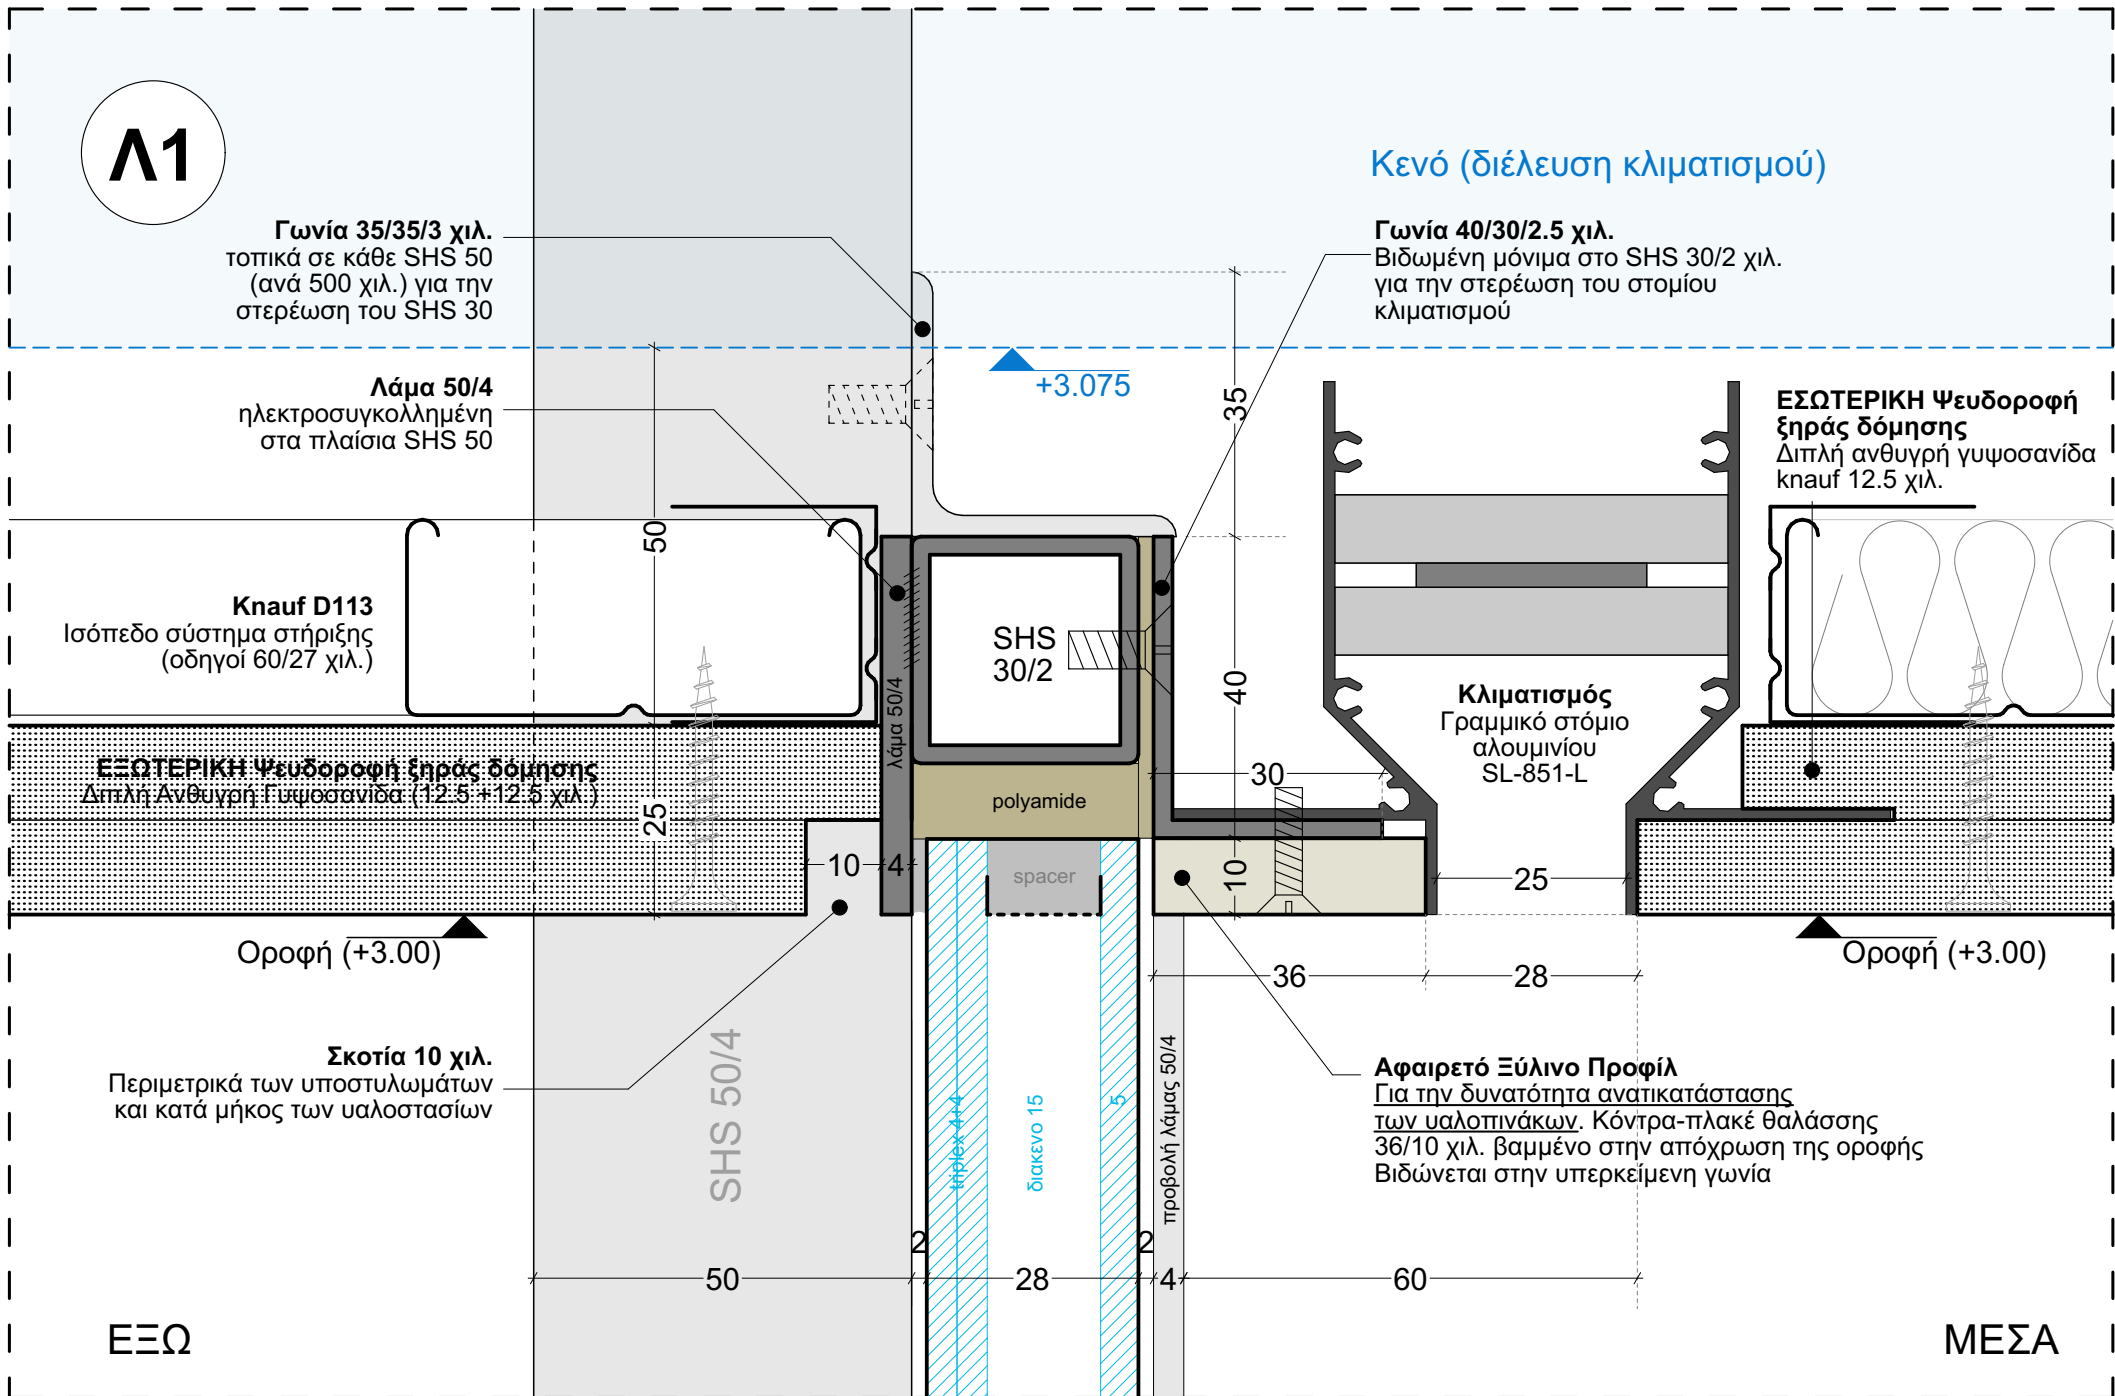 Λ1
Κενό (διέλευση κλιματισμού)
Γωνία 35/35/3 χιλ.
τοπικά σε κάθε SHS 50
(ανά 500 χιλ.) για την
στερέωση του SHS 30
Γωνία 40/30/2.5 χιλ.
Βιδωμένη μόνιμα στο SHS 30/2 χιλ.
για την στερέωση του στομίου
κλιματισμού
+3.075
35
Λάμα 50/4
ηλεκτροσυγκολλημένη
στα πλαίσια SHS 50
ΕΣΩΤΕΡΙΚΗ Ψευδοροφή
ξηράς δόμησης
Διπλή ανθυγρή γυψοσανίδα
knauf 12.5 χιλ.
50
Knauf D113
Ισόπεδο σύστημα στήριξης
(οδηγοί 60/27 χιλ.)
SHS
30/2
λάμα 50/4
40
Κλιματισμός
Γραμμικό στόμιο
αλουμινίου
SL-851-L
ΕΞΩΤΕΡΙΚΗ Ψευδοροφή ξηράς δόμησης
Διπλή Ανθυγρή Γυψοσανίδα (12.5 +12.5 χιλ.)
25
polyamide
30
10
4
spacer
10
25
Οροφή (+3.00)
Οροφή (+3.00)
36
28
Σκοτία 10 χιλ.
Περιμετρικά των υποστυλωμάτων
και κατά μήκος των υαλοστασίων
SHS 50/4
triplex 4+4
διακενο 15
5
προβολή λάμας 50/4
Αφαιρετό Ξύλινο Προφίλ
Για την δυνατότητα ανατικατάστασης
των υαλοπινάκων. Κόντρα-πλακέ θαλάσσης
36/10 χιλ. βαμμένο στην απόχρωση της οροφής
Βιδώνεται στην υπερκείμενη γωνία
2
2
50
28
4
60
ΕΞΩ
ΜΕΣΑ